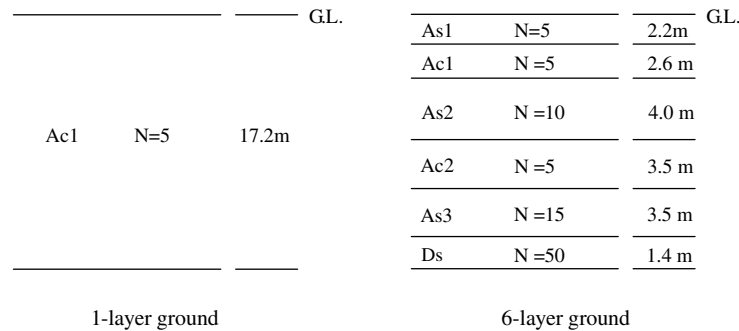 G.L.
Ac1 N=5 17.2m
1-layer ground
G.L.
As1 N=5 2.2m
Ac1 N =5 2.6 m
As2 N=10 4.0 m
Ac2 N =5 3.5 m
As3 N =15 3.5 m
Ds N =50 1.4 m
6-layer ground